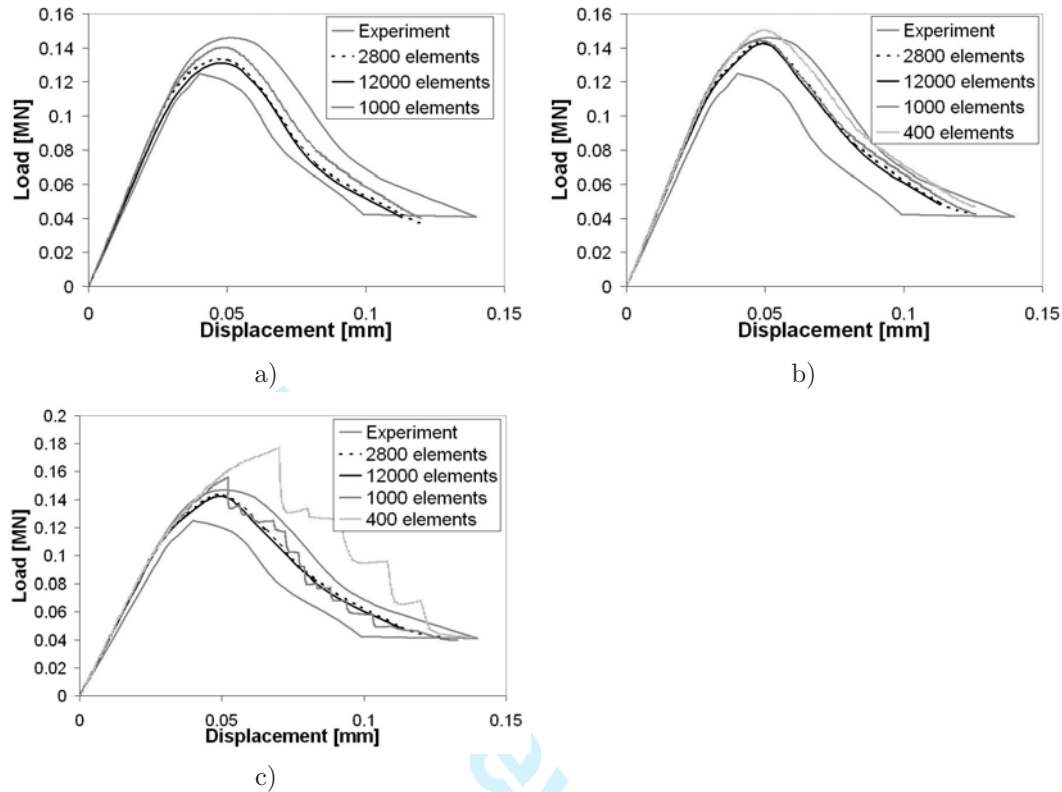 0.16
0.14
0.12
0.1
0.08
0.06
0.04
0.02
0
Load [MN]
Experiment
2800 elements
12000 elements
1000 elements
0 0.05 0.1 0.15
Displacement [mm]
a)
0.16
0.14
0.12
0.1
0.08
0.06
0.04
0.02
0
Load [MN]
Experiment
2800 elements
12000 elements
1000 elements
400 elements
0 0.05 0.1 0.15
Displacement [mm]
b)
0.2
0.18
0.16
0.14
0.12
0.1
0.08
0.06
0.04
0.02
0
Load [MN]
Experiment
2800 elements
12000 elements
1000 elements
400 elements
0 0.05 0.1 0.15
Displacement [mm]
c)